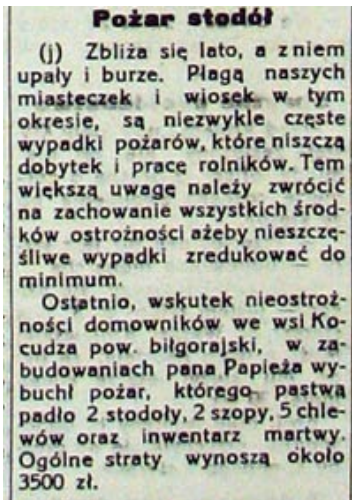 Pożar stodół
(j) Zbliża się lato, a z niem
upały i burze. Plagą naszych
miasteczek i wiosek w tym
okresie, są niezwykle częste
wypadki pożarów, które niszczą
dobytek i pracę rolników. Tem
większą uwagę należy zwrócić
na zachowanie wszystkich środ-
ków ostrożności ażeby nieszczę-
śliwe wypadki zredukować do
minimum.
Ostatnio, wskutek nieostroż-
ności domowników we wsi Ko-
cudza pow. biłgorajski, w za-
budowaniach pana Papieża wy-
buchł pożar, którego pastwą
padło 2 stodoły, 2 szopy, 5 chle-
wów oraz inwentarz martwy.
Ogólne straty wynoszą około
3500 zł.